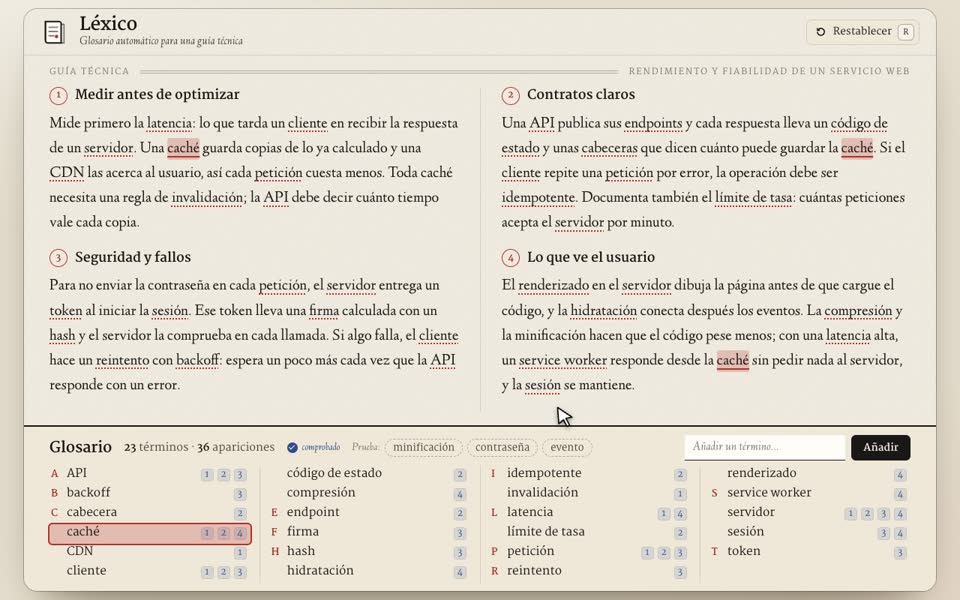 Léxico
Glosario automático para una guía técnica
Restablecer R
GUÍA TÉCNICA
RENDIMIENTO Y FIABILIDAD DE UN SERVICIO WEB
1 Medir antes de optimizar
Mide primero la latencia: lo que tarda un cliente en recibir la respuesta
de un servidor. Una caché guarda copias de lo ya calculado y una
CDN las acerca al usuario, así cada petición cuesta menos. Toda caché
necesita una regla de invalidación; la API debe decir cuánto tiempo
vale cada copia.
2 Contratos claros
Una API publica sus endpoints y cada respuesta lleva un código de
estado y unas cabeceras que dicen cuánto puede guardar la caché. Si el
cliente repite una petición por error, la operación debe ser
idempotente. Documenta también el límite de tasa: cuántas peticiones
acepta el servidor por minuto.
3 Seguridad y fallos
Para no enviar la contraseña en cada petición, el servidor entrega un
token al iniciar la sesión. Ese token lleva una firma calculada con un
hash y el servidor la comprueba en cada llamada. Si algo falla, el cliente
hace un reintento con backoff: espera un poco más cada vez que la API
responde con un error.
4 Lo que ve el usuario
El renderizado en el servidor dibuja la página antes de que cargue el
código, y la hidratación conecta después los eventos. La compresión y
la minificación hacen que el código pese menos; con una latencia alta,
un service worker responde desde la caché sin pedir nada al servidor,
y la sesión se mantiene.
Glosario 23 términos · 36 apariciones comprobado Prueba: minificación contraseña evento
Añadir un término... Añadir
A API 1 2 3
B backoff 3
C cabecera 2
caché 1 2 4
CDN 1
cliente 1 2 3
código de estado 2
compresión 4
E endpoint 2
F firma 3
H hash 3
hidratación 4
I idempotente 2
invalidación 1
L latencia 1 4
límite de tasa 2
P petición 1 2 3
R reintento 3
renderizado 4
S service worker 4
servidor 1 2 3 4
sesión 3 4
T token 3